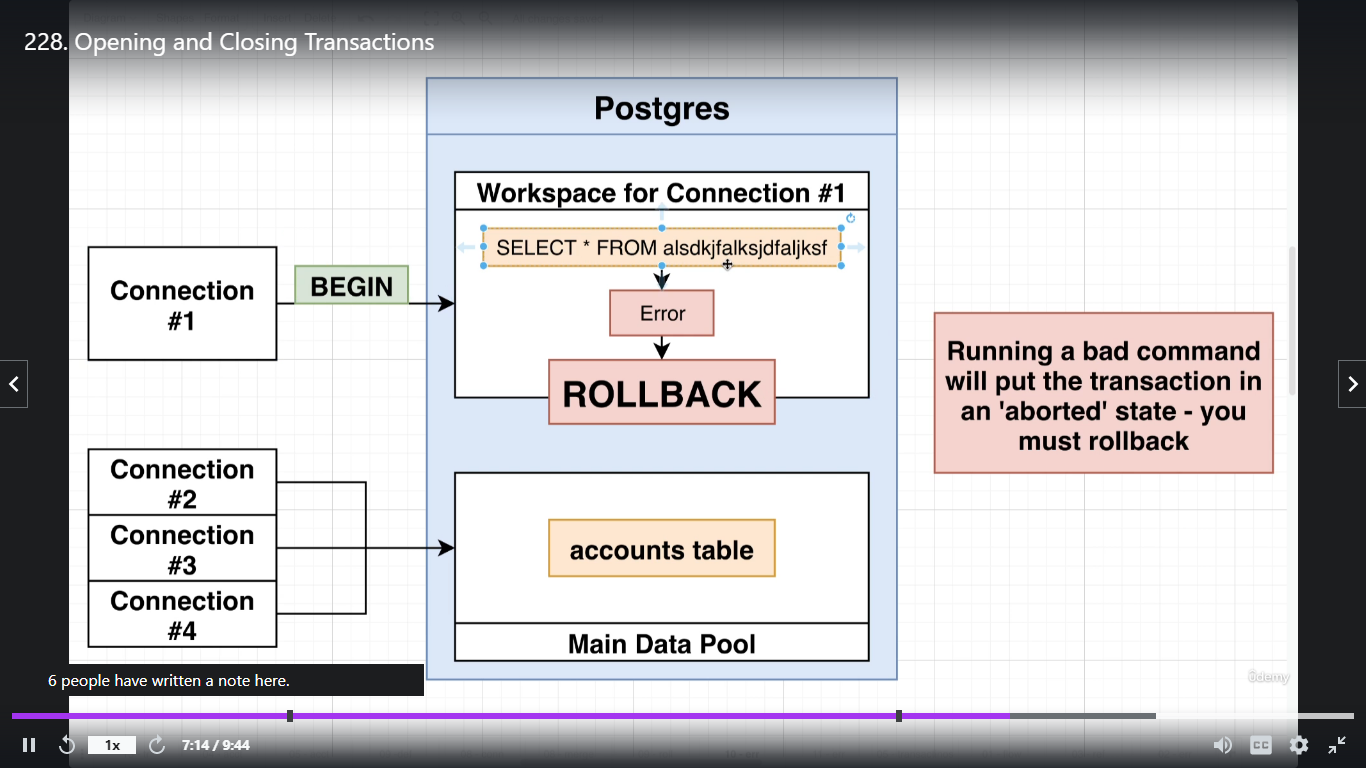 228. Opening and Closing Transactions
Postgres
Workspace for Connection #1
SELECT * FROM alsdkjfalksjdfaljksf
Error
ROLLBACK
Connection
#1
BEGIN
Running a bad command
will put the transaction in
an 'aborted' state - you
must rollback
Connection
#2
Connection
#3
Connection
#4
accounts table
Main Data Pool
6 people have written a note here.
ûdemy
1x
7:14 / 9:44
CC